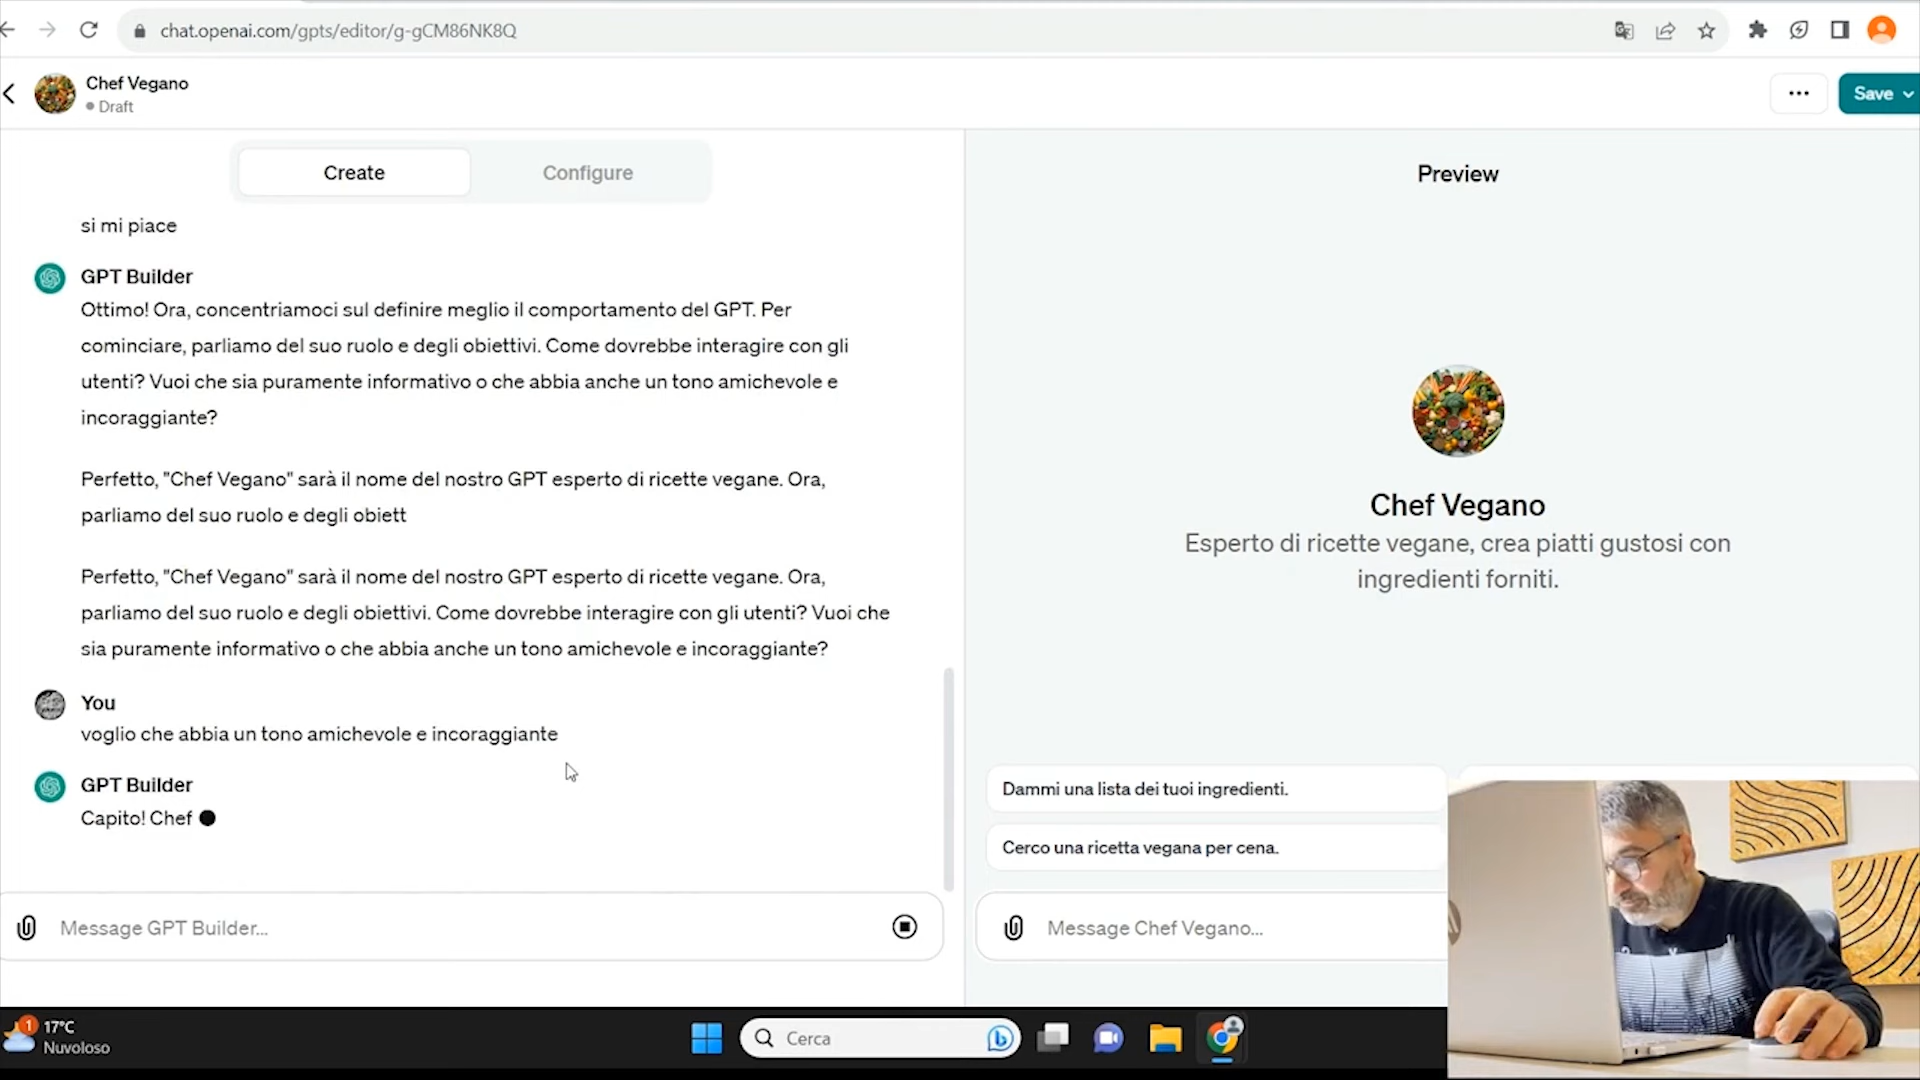 chat.openai.com/gpts/editor/g-gCM86NK8Q
Chef Vegano
Draft
Save
Create
Configure
Preview
si mi piace
GPT Builder
Ottimo! Ora, concentriamoci sul definire meglio il comportamento del GPT. Per
cominciare, parliamo del suo ruolo e degli obiettivi. Come dovrebbe interagire con gli
utenti? Vuoi che sia puramente informativo o che abbia anche un tono amichevole e
incoraggiante?
Perfetto, "Chef Vegano" sarà il nome del nostro GPT esperto di ricette vegane. Ora,
parliamo del suo ruolo e degli obiett
Perfetto, "Chef Vegano" sarà il nome del nostro GPT esperto di ricette vegane. Ora,
parliamo del suo ruolo e degli obiettivi. Come dovrebbe interagire con gli utenti? Vuoi che
sia puramente informativo o che abbia anche un tono amichevole e incoraggiante?
You
voglio che abbia un tono amichevole e incoraggiante
GPT Builder
Capito! Chef
Message GPT Builder...
Chef Vegano
Esperto di ricette vegane, crea piatti gustosi con
ingredienti forniti.
Dammi una lista dei tuoi ingredienti.
Cerco una ricetta vegana per cena.
Message Chef Vegano...
1
17°C
Nuvoloso
Cerca